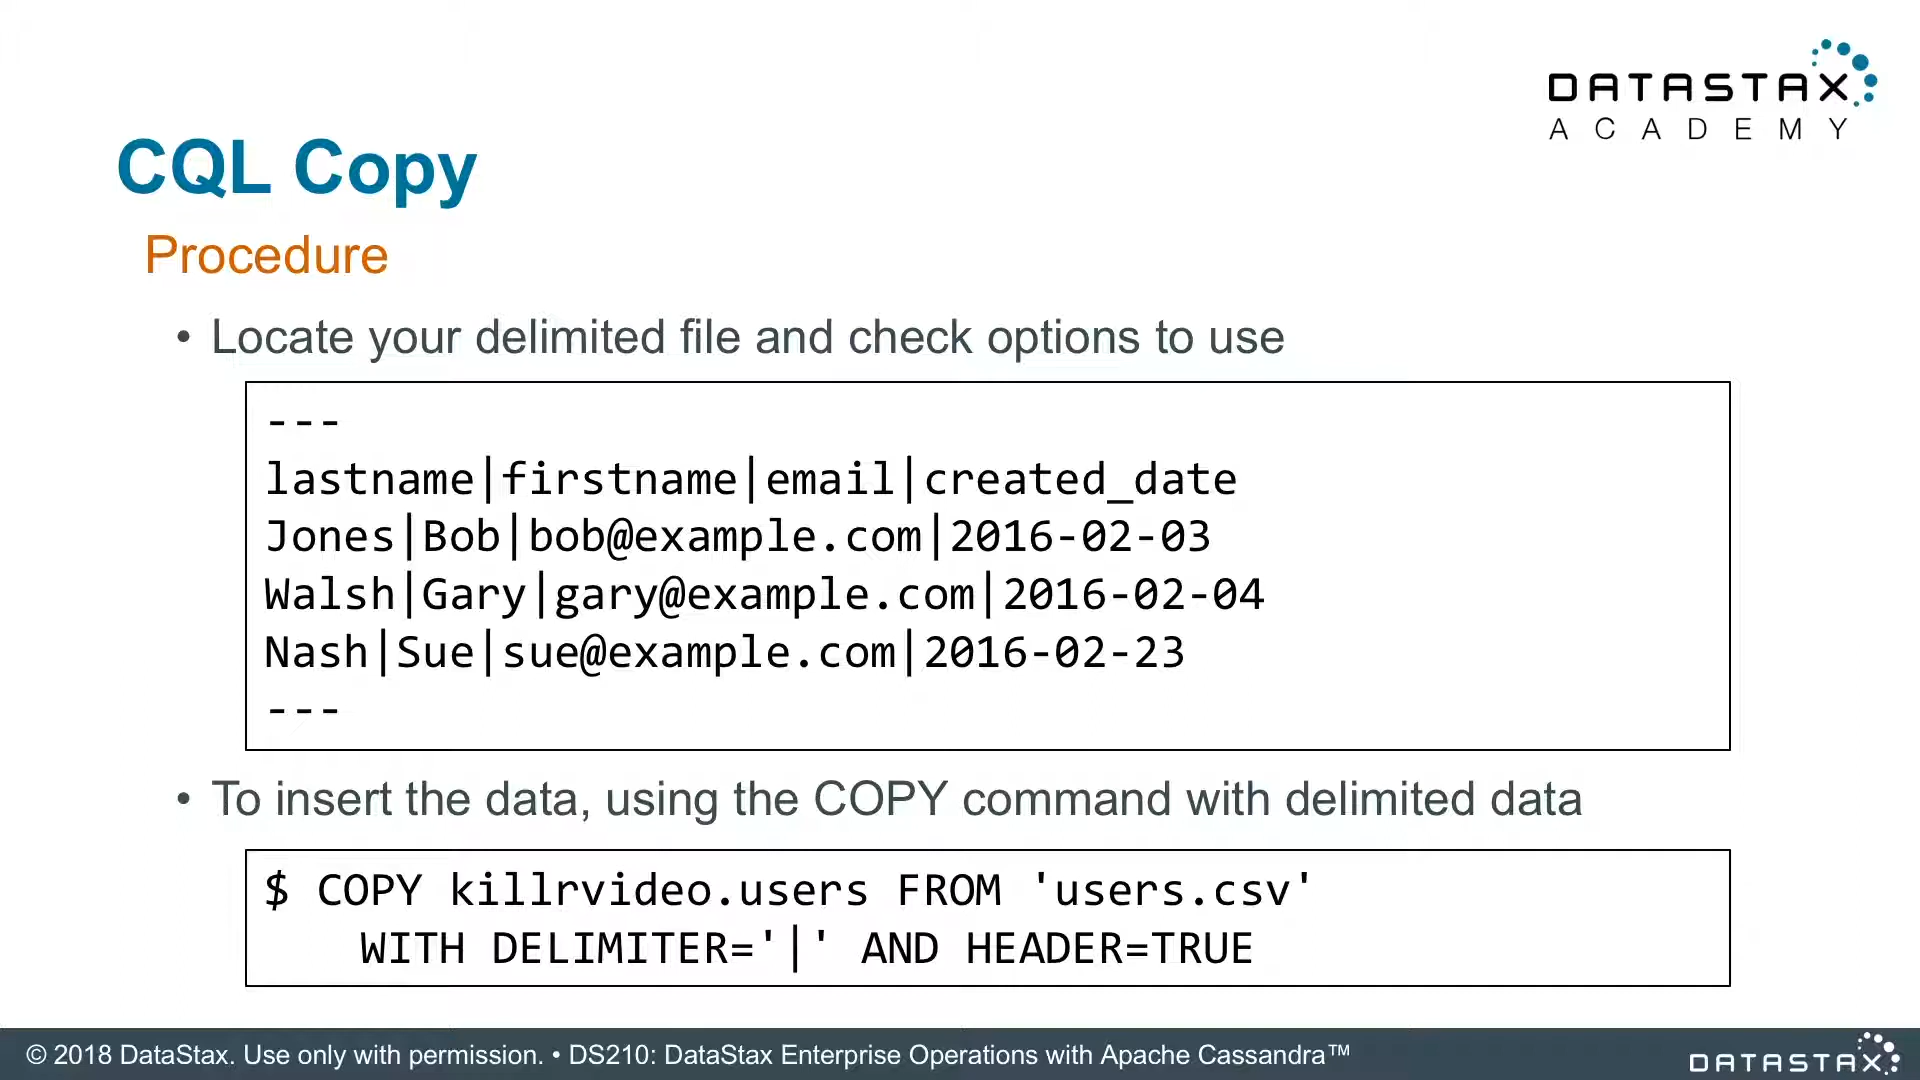 DATASTAX
ACADEMY
CQL Copy
Procedure
• Locate your delimited file and check options to use
---
lastname|firstname|email|created_date
Jones|Bob|bob@example.com|2016-02-03
Walsh|Gary|gary@example.com|2016-02-04
Nash|Sue|sue@example.com|2016-02-23
---
• To insert the data, using the COPY command with delimited data
$ COPY killrvideo.users FROM 'users.csv'
WITH DELIMITER='|' AND HEADER=TRUE
© 2018 DataStax. Use only with permission. • DS210: DataStax Enterprise Operations with Apache Cassandra™
DATASTAX